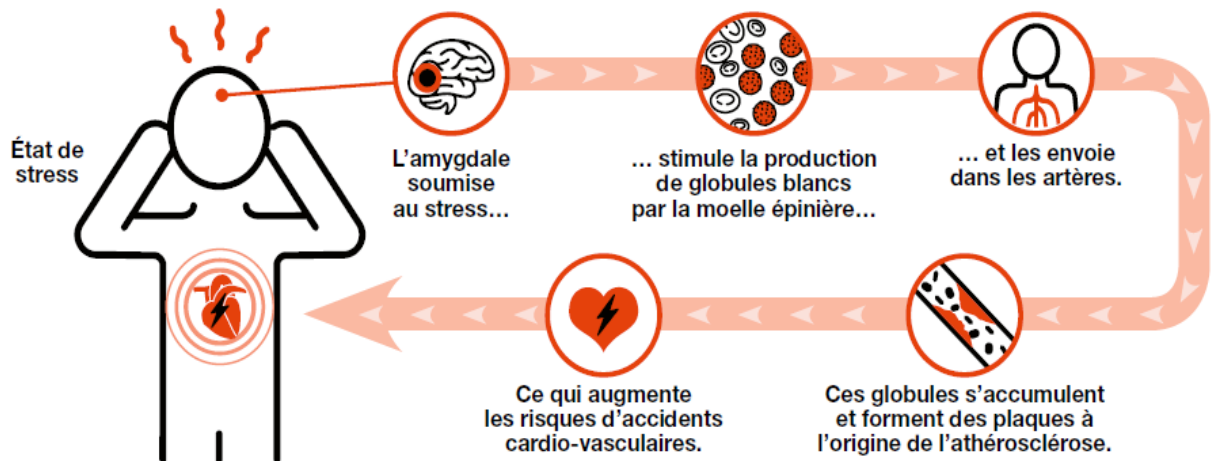 État de
stress
L'amygdale
soumise
au stress...
... stimule la production
de globules blancs
par la moelle épinière...
... et les envoie
dans les artères.
Ces globules s'accumulent
et forment des plaques à
l'origine de l'athérosclérose.
Ce qui augmente
les risques d'accidents
cardio-vasculaires.